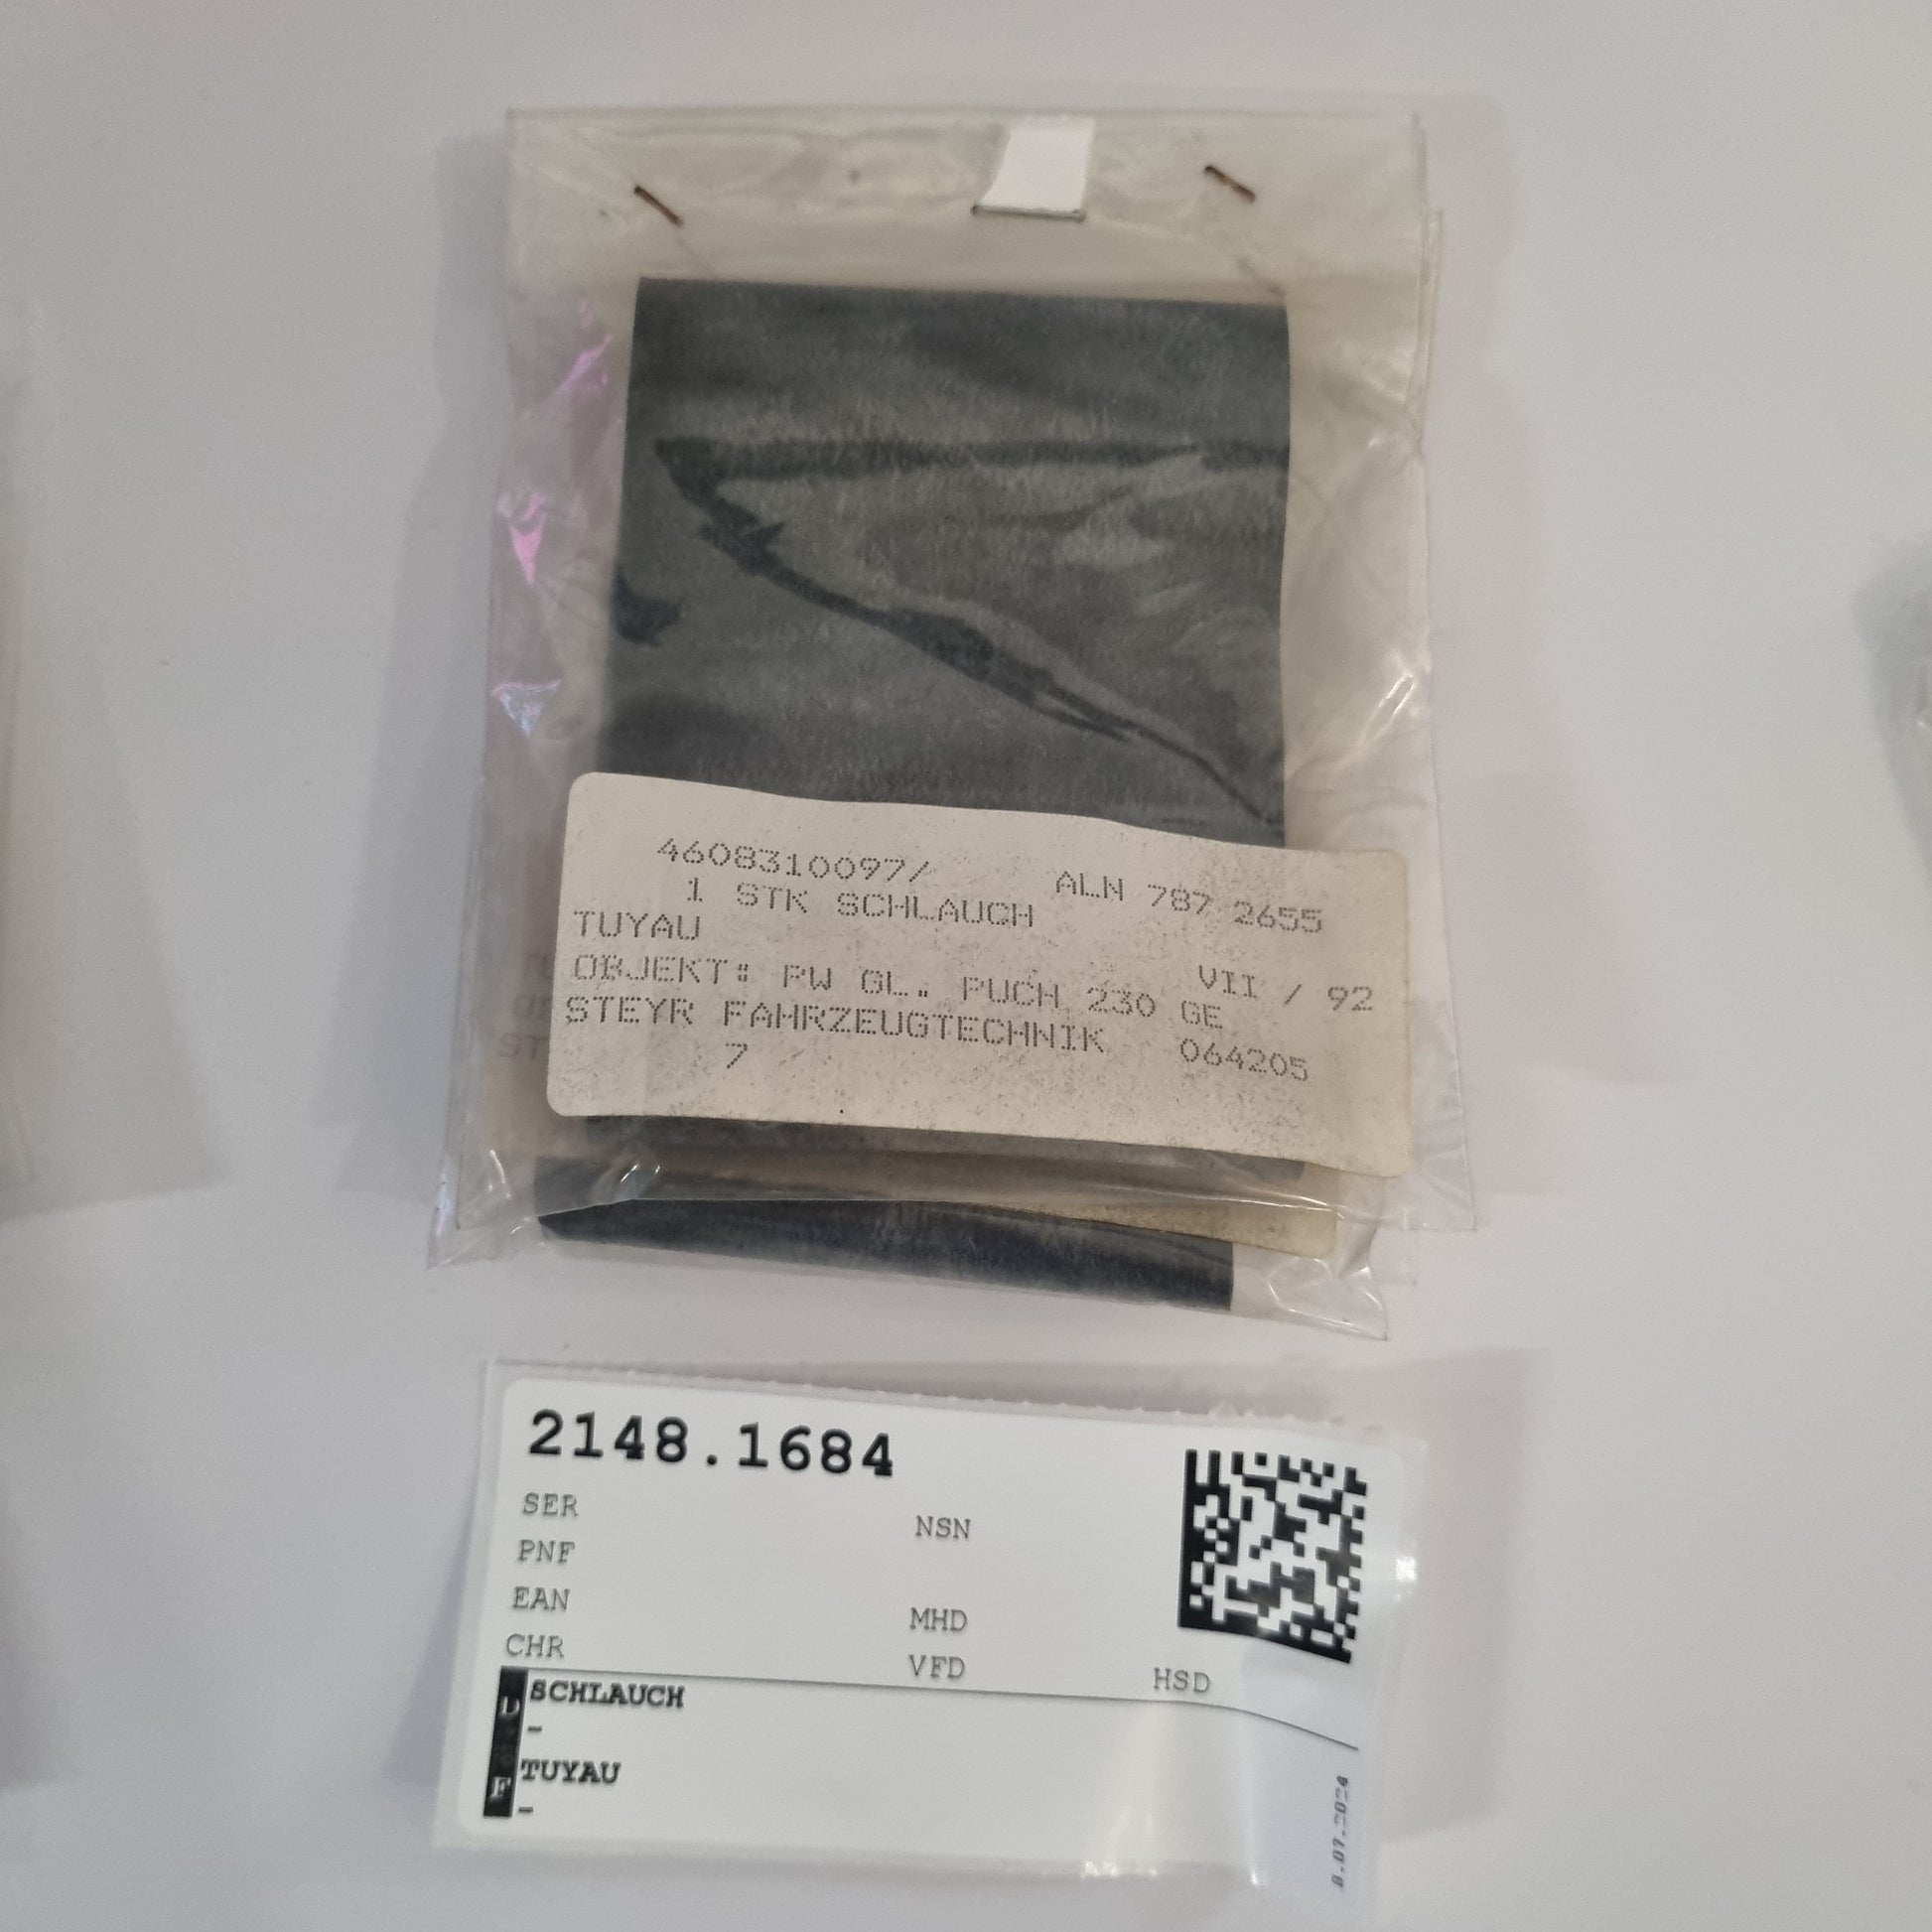 4608310097/ ALN 787 2655
1 STK SCHLAUCH
TUYAU
OBJEKT: PW GL. PUCH 230 GE VII / 92
STEYR FAHRZEUGTECHNIK 064205
7
2148.1684
SER
NSN
PNF
EAN
MHD
CHR
VFD
HSD
D
SCHLAUCH
-
F
TUYAU
-